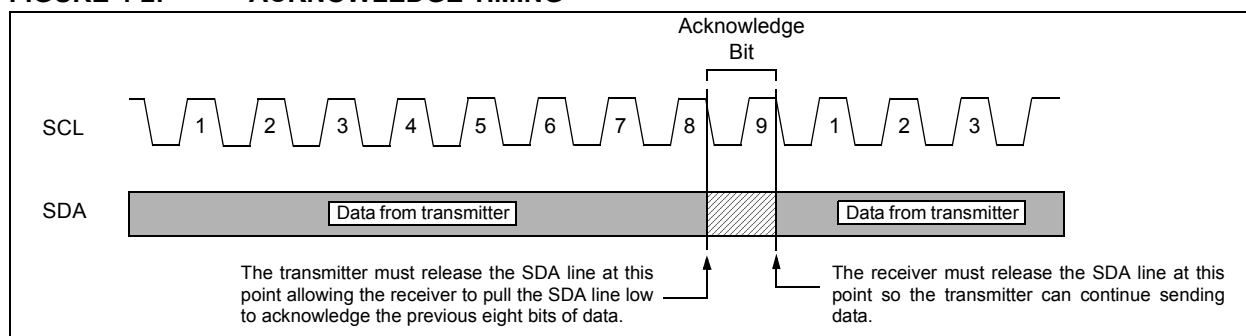 FIGURE 4-2: ACKNOWLEDGE TIMING
Acknowledge
Bit
SCL 1 2 3 4 5 6 7 8 9 1 2 3
SDA Data from transmitter Data from transmitter
The transmitter must release the SDA line at this
point allowing the receiver to pull the SDA line low
to acknowledge the previous eight bits of data.
The receiver must release the SDA line at this
point so the transmitter can continue sending
data.